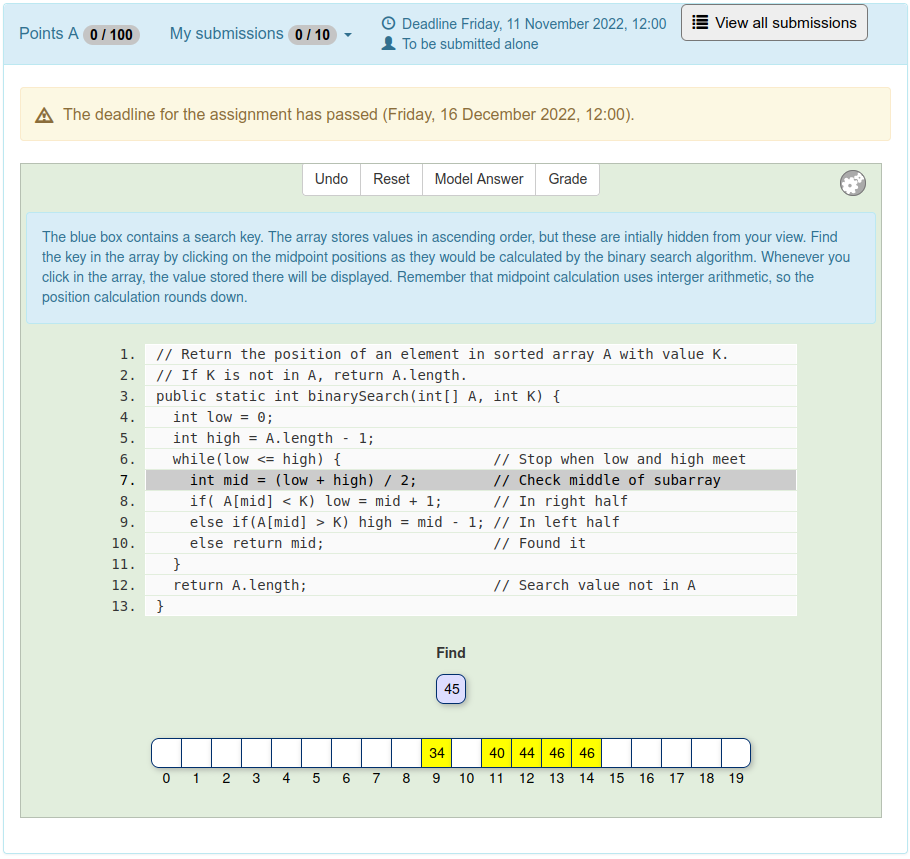 Points A 0 / 100 My submissions 0 / 10 Deadline Friday, 11 November 2022, 12:00 View all submissions
To be submitted alone
The deadline for the assignment has passed (Friday, 16 December 2022, 12:00).
Undo Reset Model Answer Grade
The blue box contains a search key. The array stores values in ascending order, but these are intially hidden from your view. Find
the key in the array by clicking on the midpoint positions as they would be calculated by the binary search algorithm. Whenever you
click in the array, the value stored there will be displayed. Remember that midpoint calculation uses interger arithmetic, so the
position calculation rounds down.
1. // Return the position of an element in sorted array A with value K.
2. // If K is not in A, return A.length.
3. public static int binarySearch(int[] A, int K) {
4. int low = 0;
5. int high = A.length - 1;
6. while(low <= high) { // Stop when low and high meet
7. int mid = (low + high) / 2; // Check middle of subarray
8. if( A[mid] < K) low = mid + 1; // In right half
9. else if(A[mid] > K) high = mid - 1; // In left half
10. else return mid; // Found it
11. }
12. return A.length; // Search value not in A
13. }
Find
45
34 40 44 46 46
0 1 2 3 4 5 6 7 8 9 10 11 12 13 14 15 16 17 18 19